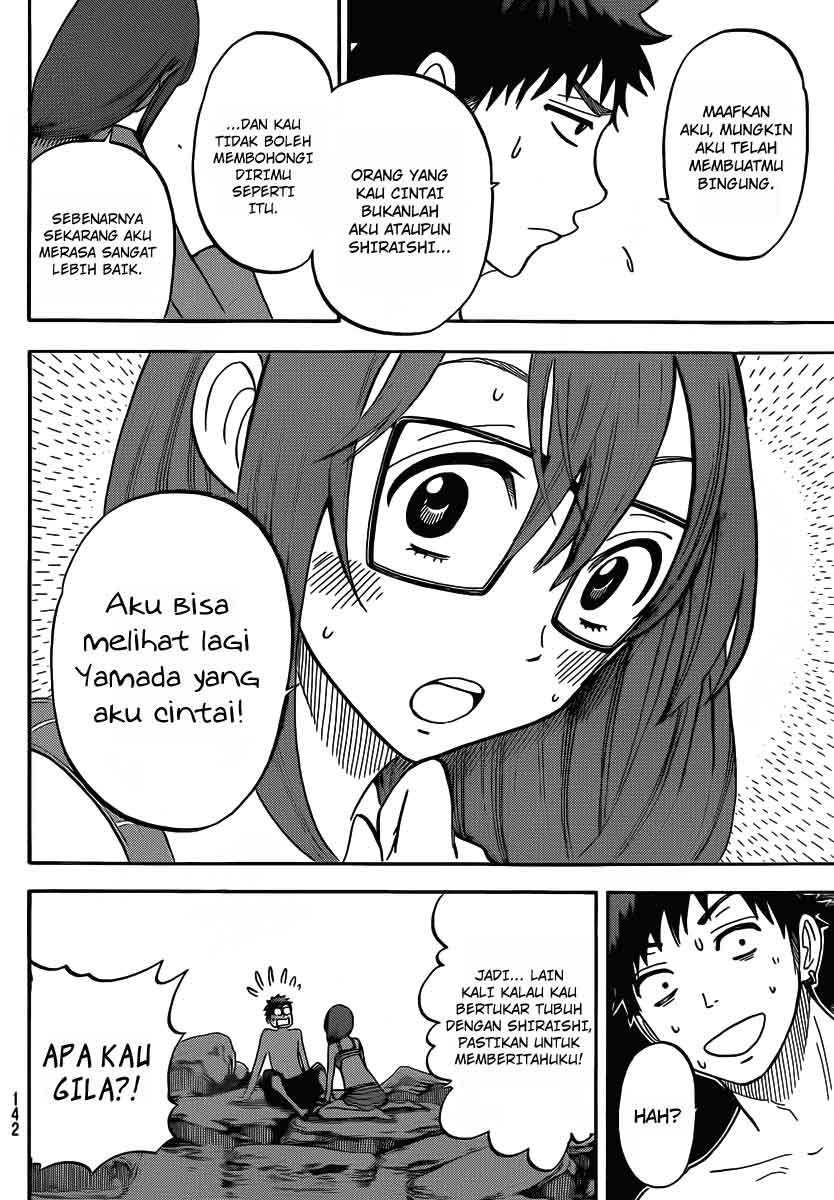 MAAFKAN
AKU, MUNGKIN
AKU TELAH
MEMBUATMU
BINGUNG.
ORANG YANG
KAU CINTAI
BUKANLAH
AKU ATAUPUN
SHIRAISHI...
...DAN KAU
TIDAK BOLEH
MEMBOHONGI
DIRIMU
SEPERTI
ITU.
SEBENARNYA
SEKARANG AKU
MERASA SANGAT
LEBIH BAIK.
Aku bisa
melihat lagi
Yamada yang
aku cintai!
HAH?
JADI... LAIN
KALI KALAU KAU
BERTUKAR TUBUH
DENGAN SHIRAISHI,
PASTIKAN UNTUK
MEMBERITAHUKU!
APA KAU
GILA?!
142